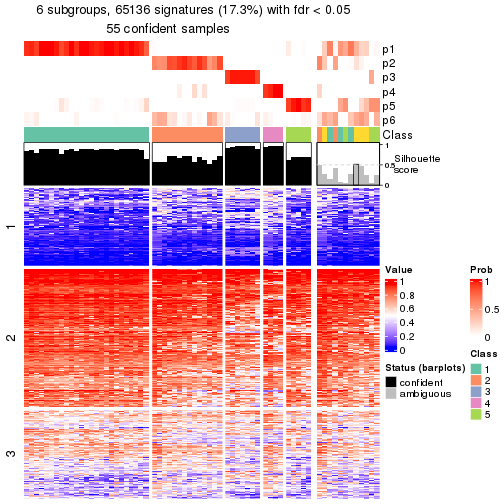 6 subgroups, 65136 signatures (17.3%) with fdr < 0.05
55 confident samples
p1
p2
p3
p4
p5
p6
Class
1
0.5
0
Silhouette
score
1
2
3
Value
1
0.8
0.6
0.4
0.2
0
Status (barplots)
confident
ambiguous
Prob
1
0.5
0
Class
1
2
3
4
5